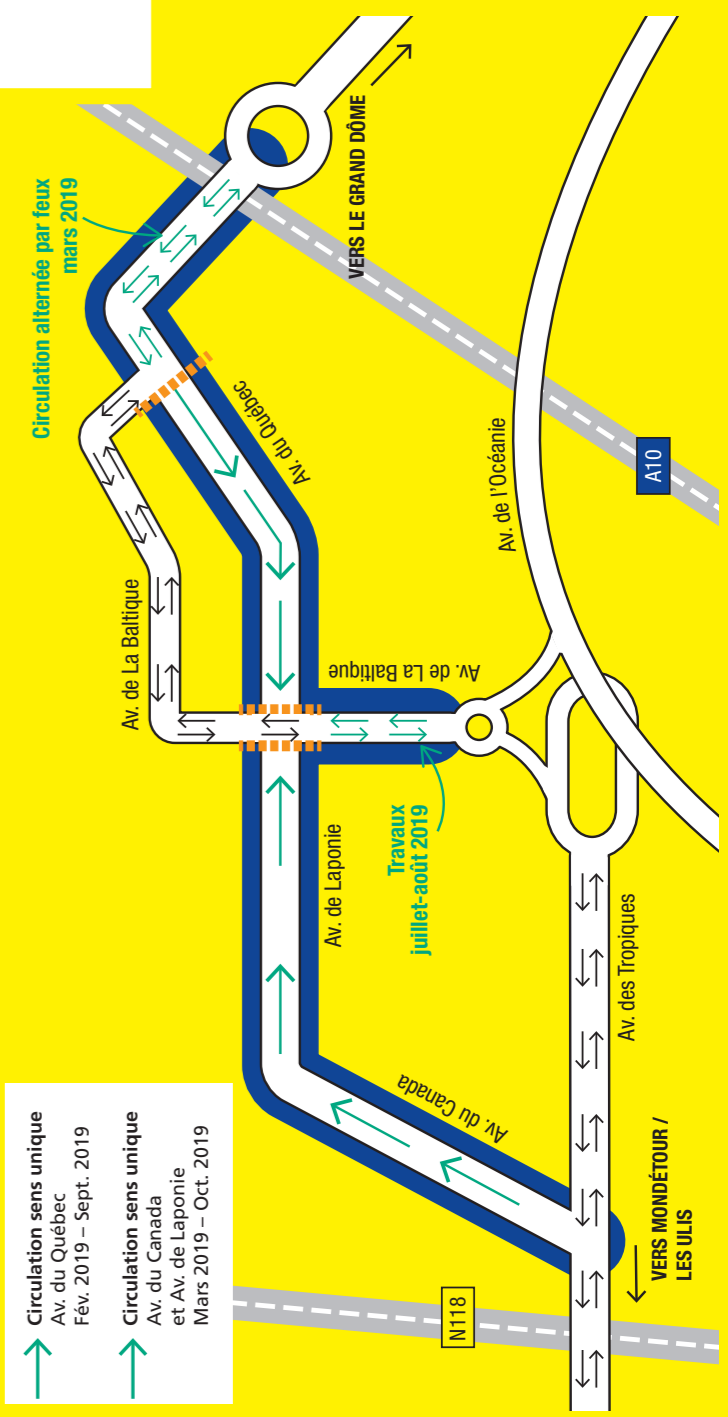 Circulation sens unique
Av. du Québec
Fév. 2019 – Sept. 2019
Circulation sens unique
Av. du Canada
et Av. de Laponie
Mars 2019 – Oct. 2019
Circulation alternée par feux
mars 2019
Av. de La Baltique
Av. du Québec
VERS LE GRAND DÔME
Av. de Laponie
Av. de La Baltique
Travaux
juillet-août 2019
Av. du Canada
Av. de l'Océanie
A10
N118
Av. des Tropiques
VERS MONDÉTOUR /
LES ULIS